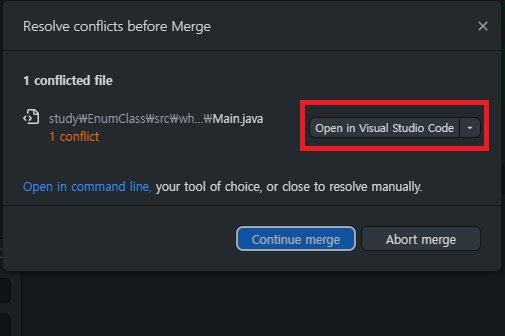 Resolve conflicts before Merge
1 conflicted file
study₩EnumClass₩src₩wh...₩Main.java
Open in Visual Studio Code
1 conflict
Open in command line, your tool of choice, or close to resolve manually.
Continue merge Abort merge